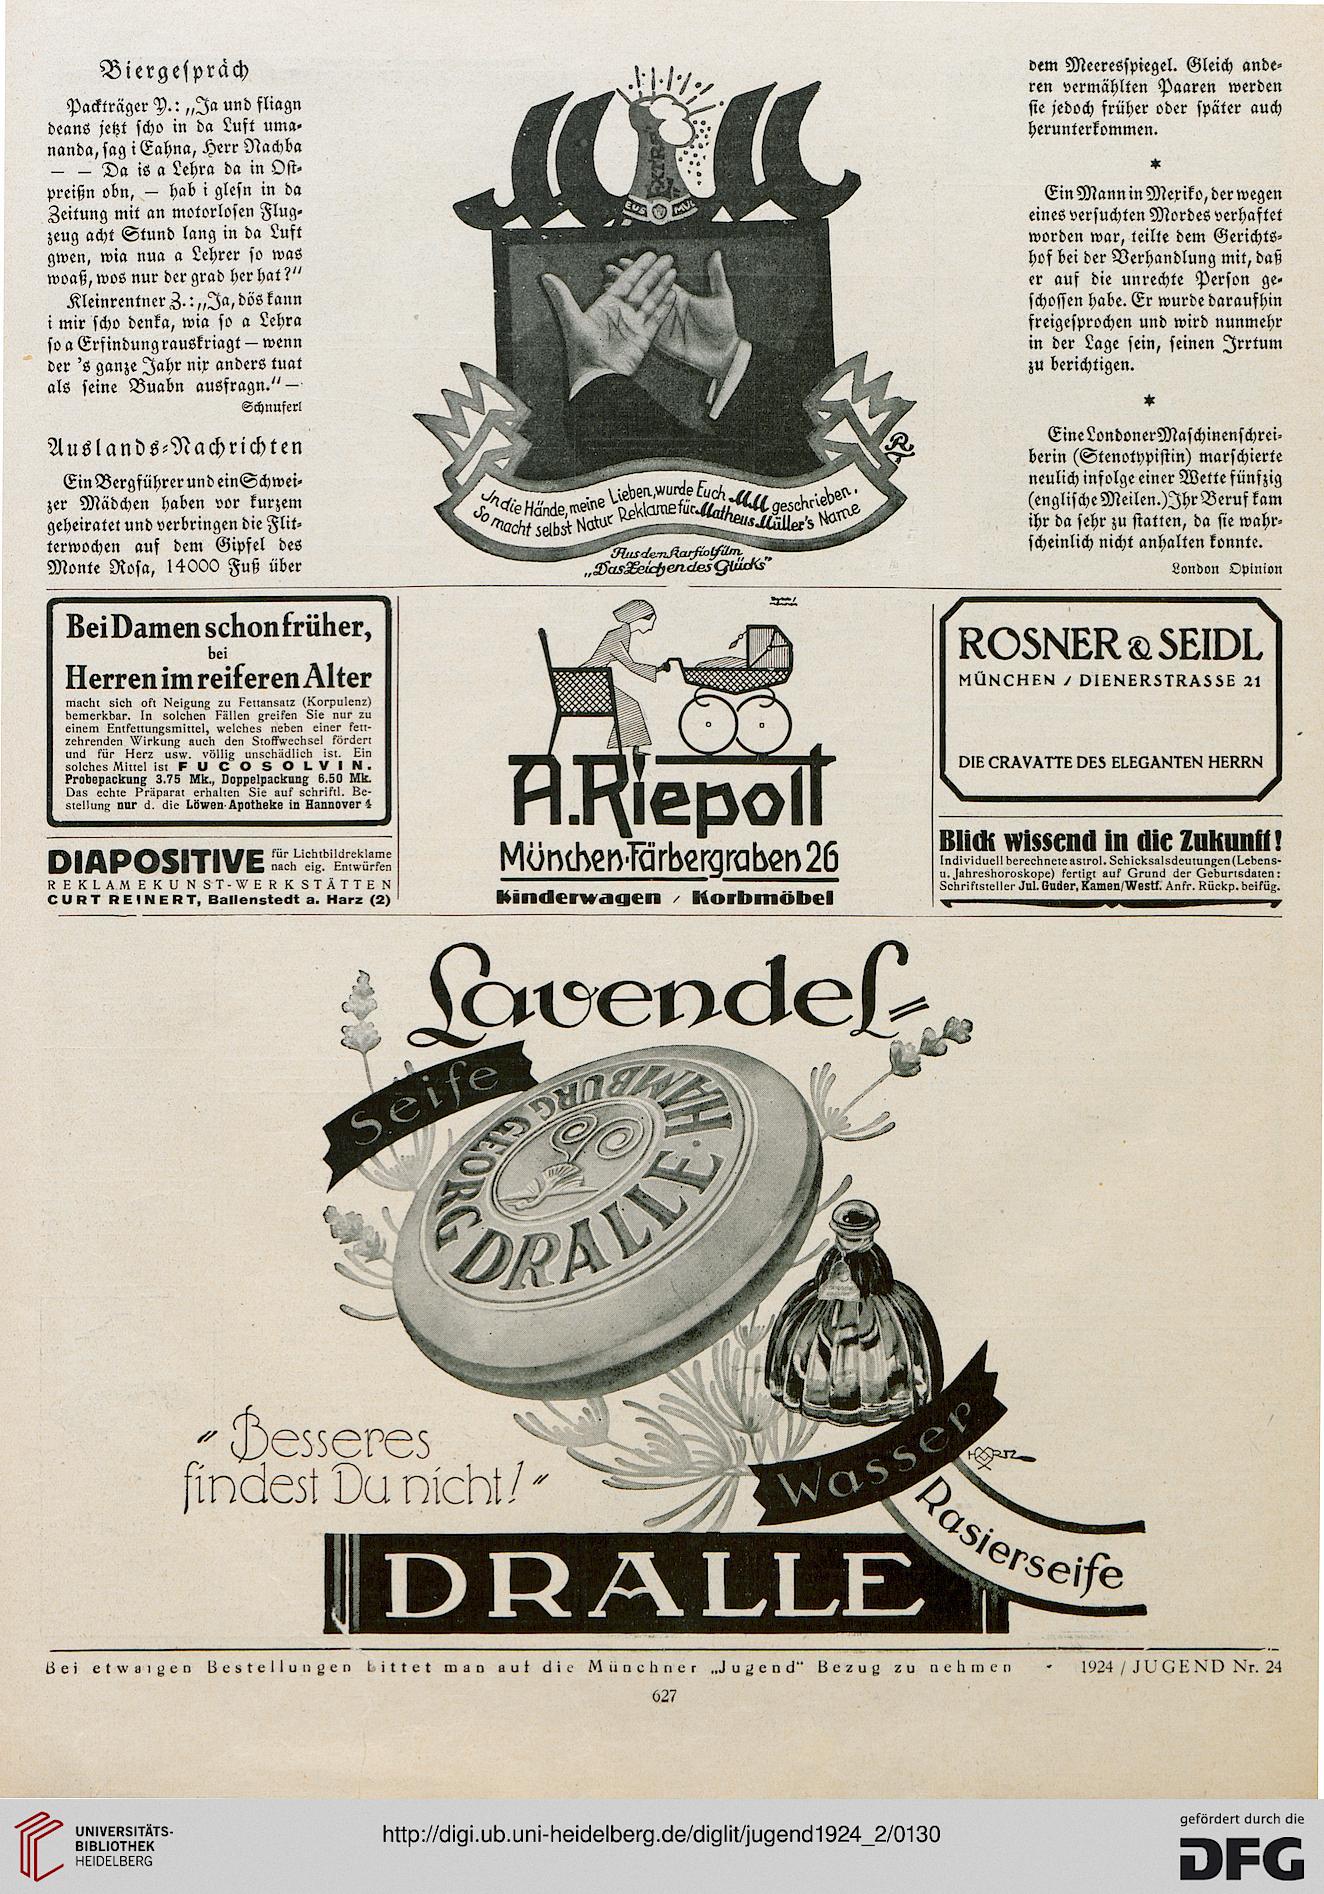 Biergespräch
Packträger Y.: „Ja und fliagn
deans jetzt scho in da Luft uma-
nanda, sag i Eahna, Herr Nachba
— — Da is a Lehra da in Ost-
preißn obn, — hab i glesn in da
Zeitung mit an motorlosen Flug-
zeug acht Stund lang in da Luft
gwen, wia nua a Lehrer so was
woaß, wos nur der grad her hat?“
Kleinrentner Z.: „Ja, dös kann
i mir scho denka, wia so a Lehra
so a Erfindung rauskriagt — wenn
der 's ganze Jahr nix anders tuat
als seine Buabn ausfragn.“ —
Schnuferl
Auslands-Nachrichten
Ein Bergführer und ein Schwei-
zer Mädchen haben vor kurzem
geheiratet und verbringen die Flit-
terwochen auf dem Gipfel des
Monte Rosa, 14000 Fuß über
EXTRA
EUS MÜL
M M
In die Hände, meine Lieben, wurde Euch M.M geschrieben.
So macht selbst Natur Reklame für Matheus Müller's Name
Aus dem Karfiolfilm
„Das Zeichen des Glücks“
dem Meeresspiegel. Gleich ande-
ren vermählten Paaren werden
sie jedoch früher oder später auch
herunterkommen.
*
Ein Mann in Mexiko, der wegen
eines versuchten Mordes verhaftet
worden war, teilte dem Gerichts-
hof bei der Verhandlung mit, daß
er auf die unrechte Person ge-
schossen habe. Er wurde daraufhin
freigesprochen und wird nunmehr
in der Lage sein, seinen Irrtum
zu berichtigen.
*
Eine Londoner Maschinenschrei-
berin (Stenotypistin) marschierte
neulich infolge einer Wette fünfzig
(englische Meilen.) Ihr Beruf kam
ihr da sehr zu statten, da sie wahr-
scheinlich nicht anhalten konnte.
London Opinion
Bei Damen schon früher,
bei
Herren im reiferen Alter
macht sich oft Neigung zu Fettansatz (Korpulenz)
bemerkbar. In solchen Fällen greifen Sie nur zu
einem Entfettungsmittel, welches neben einer fett-
zehrenden Wirkung auch den Stoffwechsel fördert
und für Herz usw. völlig unschädlich ist. Ein
solches Mittel ist FUCOSOLVIN.
Probepackung 3.75 Mk., Doppelpackung 6.50 Mk.
Das echte Präparat erhalten Sie auf schriftl. Be-
stellung nur d. die Löwen-Apotheke in Hannover 4
DIAPOSITIVE für Lichtbildreklame
nach eig. Entwürfen
REKLAMEKUNST-WERKSTÄTTEN
CURT REINERT, Ballenstedt a. Harz (2)
A. Riepolt
München-Färbergraben 26
Kinderwagen / Korbmöbel
ROSNER & SEIDL
MÜNCHEN / DIENERSTRASSE 21
DIE CRAVATTE DES ELEGANTEN HERRN
Blick wissend in die Zukunft!
Individuell berechnete astrol. Schicksalsdeutungen (Lebens-
u. Jahreshoroskope) fertigt auf Grund der Geburtsdaten:
Schriftsteller Jul. Guder, Kamen/Westf. Anfr. Rückp. beifüg.
Lavendel=
Seife
GEORG DRALLE · HAMBURG
„Besseres
findest Du nicht!“
Wasser
Rasierseife
DRALLE
Bei etwaigen Bestellungen bittet man auf die Münchner „Jugend“ Bezug zu nehmen - 1924 / JUGEND Nr. 24
627
UNIVERSITÄTS-
BIBLIOTHEK
HEIDELBERG
http://digi.ub.uni-heidelberg.de/diglit/jugend1924_2/0130
gefördert durch die
DFG